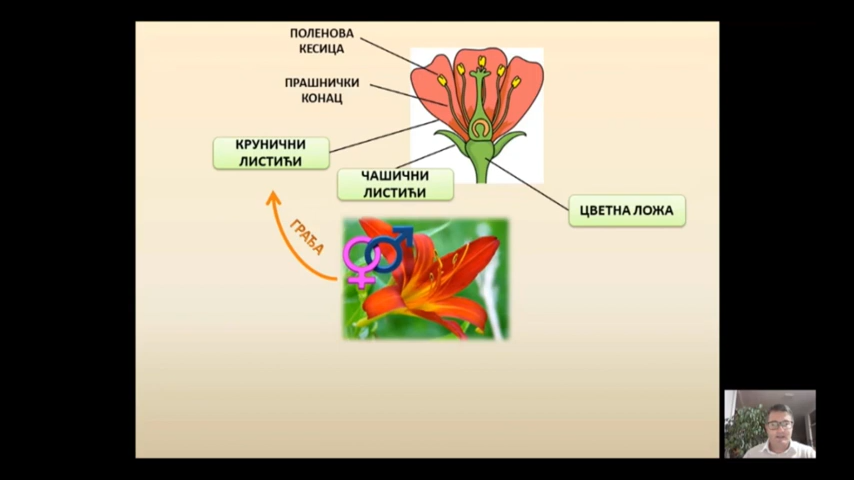 ПОЛЕНОВА
КЕСИЦА
ПРАШНИЧКИ
КОНАЦ
КРУНИЧНИ
ЛИСТИЋИ
ЧАШИЧНИ
ЛИСТИЋИ
ЦВЕТНА ЛОЖА
ГРАЂА